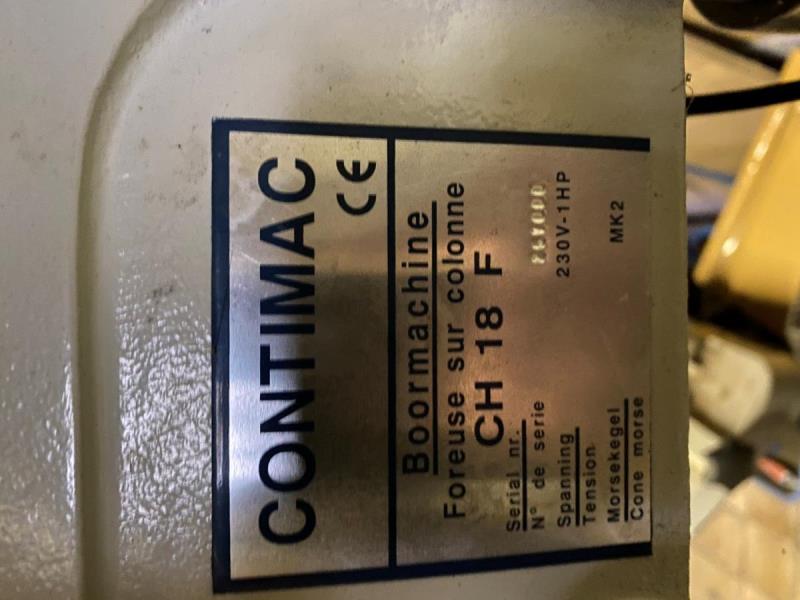 CONTIMAC
CE
Boormachine
Foreuse sur colonne
CH 18 F
Serial nr.
N° de serie
Spanning 230V-1HP
Tension
Morsekegel MK2
Cone morse